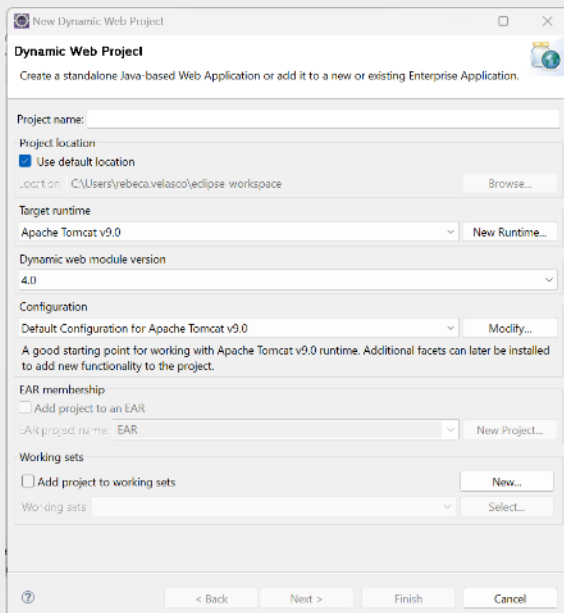 New Dynamic Web Project
Dynamic Web Project
Create a standalone Java-based Web Application or add it to a new or existing Enterprise Application.
Project name:
Project location
Use default location
Location: C:\Users\rebeca.velasco\eclipse-workspace Browse...
Target runtime
Apache Tomcat v9.0 New Runtime...
Dynamic web module version
4.0
Configuration
Default Configuration for Apache Tomcat v9.0 Modify...
A good starting point for working with Apache Tomcat v9.0 runtime. Additional facets can later be installed
to add new functionality to the project.
EAR membership
Add project to an EAR
EAR project name: EAR New Project...
Working sets
Add project to working sets New...
Working sets Select...
? < Back Next > Finish Cancel